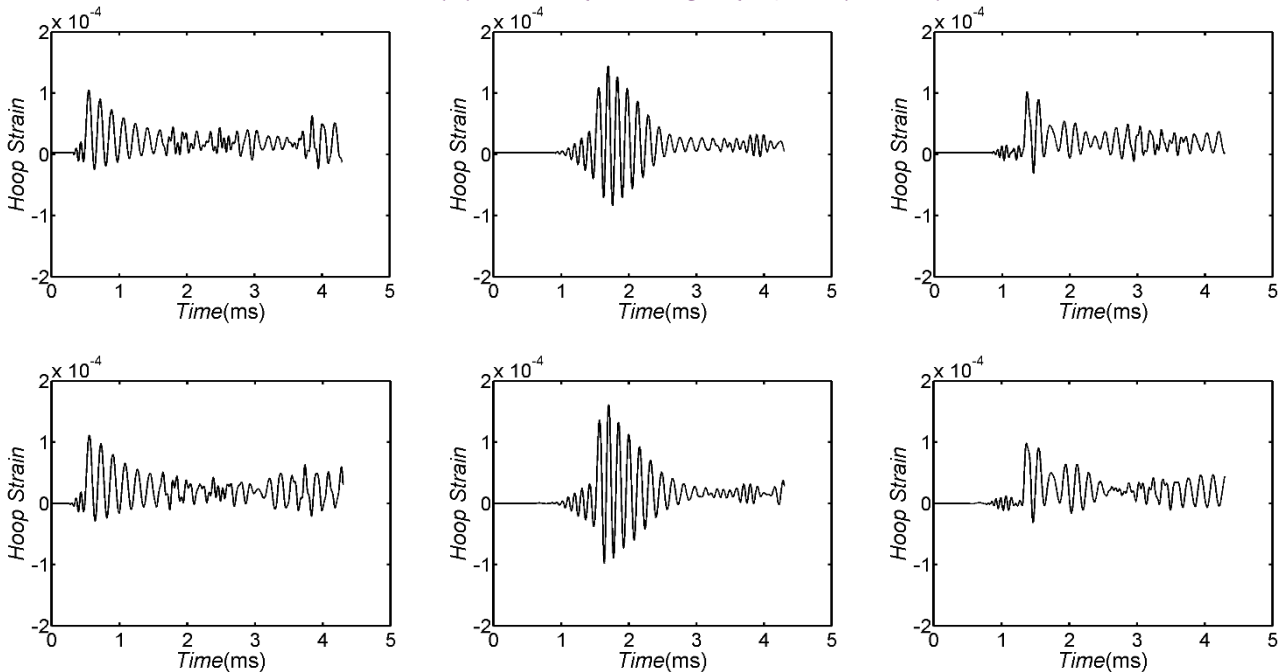 x 10-4 x 10-4 x 10-4
2 2 2
1 1 1
Hoop Strain Hoop Strain Hoop Strain
0 0 0
-1 -1 -1
-2 -2 -2
0 1 2 3 4 5 0 1 2 3 4 5 0 1 2 3 4 5
Time(ms) Time(ms) Time(ms)
x 10-4 x 10-4 x 10-4
2 2 2
1 1 1
Hoop Strain Hoop Strain Hoop Strain
0 0 0
-1 -1 -1
-2 -2 -2
0 1 2 3 4 5 0 1 2 3 4 5 0 1 2 3 4 5
Time(ms) Time(ms) Time(ms)